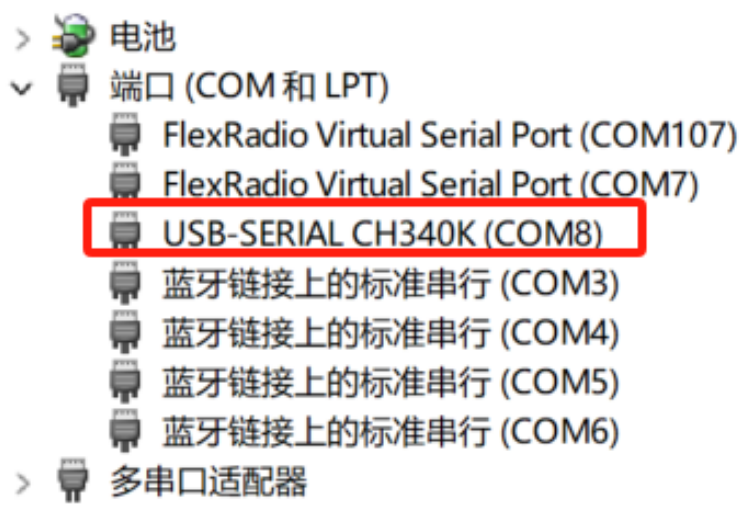 电池
端口 (COM 和 LPT)
FlexRadio Virtual Serial Port (COM107)
FlexRadio Virtual Serial Port (COM7)
USB-SERIAL CH340K (COM8)
蓝牙链接上的标准串行 (COM3)
蓝牙链接上的标准串行 (COM4)
蓝牙链接上的标准串行 (COM5)
蓝牙链接上的标准串行 (COM6)
多串口适配器